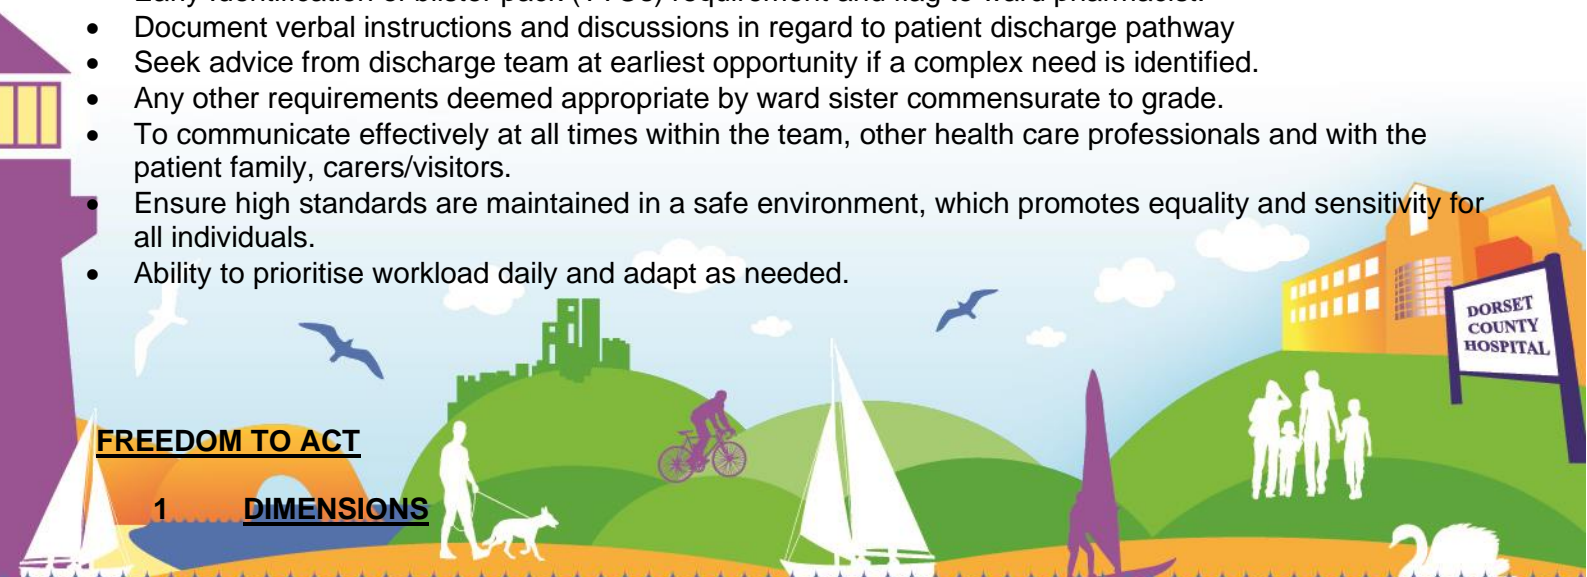 • Document verbal instructions and discussions in regard to patient discharge pathway
• Seek advice from discharge team at earliest opportunity if a complex need is identified.
• Any other requirements deemed appropriate by ward sister commensurate to grade.
• To communicate effectively at all times within the team, other health care professionals and with the
patient family, carers/visitors.
• Ensure high standards are maintained in a safe environment, which promotes equality and sensitivity for
all individuals.
• Ability to prioritise workload daily and adapt as needed.
DORSET
COUNTY
HOSPITAL
FREEDOM TO ACT
1 DIMENSIONS